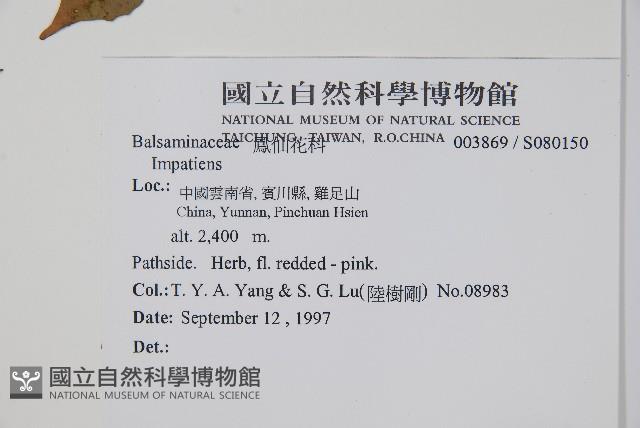 國立自然科學博物館
NATIONAL MUSEUM OF NATURAL SCIENCE
TAICHUNG, TAIWAN, R.O.CHINA
Balsaminaceae 鳳仙花科 003869 / S080150
Impatiens
Loc.: 中國雲南省, 賓川縣, 雞足山
China, Yunnan, Pinchuan Hsien
alt. 2,400 m.
Pathside. Herb, fl. redded - pink.
Col.: T. Y. A. Yang & S. G. Lu(陸樹剛) No.08983
Date: September 12 , 1997
Det.:
國立自然科學博物館
NATIONAL MUSEUM OF NATURAL SCIENCE